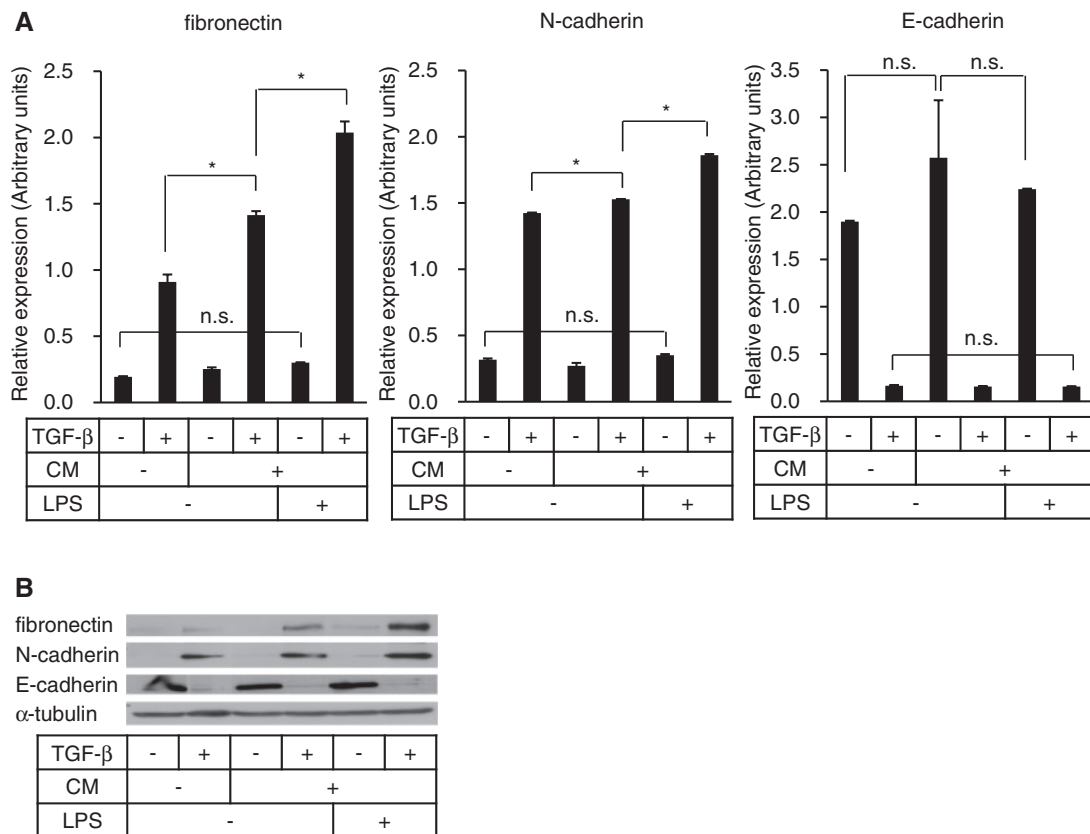 A
fibronectin
N-cadherin
E-cadherin
Relative expression (Arbitrary units)
2.5
2.0
1.5
1.0
0.5
0.0
*
*
n.s.
TGF-β - + - + - +
CM - +
LPS - +
Relative expression (Arbitrary units)
2.5
2.0
1.5
1.0
0.5
0.0
*
*
n.s.
TGF-β - + - + - +
CM - +
LPS - +
Relative expression (Arbitrary units)
3.5
3.0
2.5
2.0
1.5
1.0
0.5
0.0
n.s.
n.s.
n.s.
TGF-β - + - + - +
CM - +
LPS - +
B
fibronectin
N-cadherin
E-cadherin
α-tubulin
TGF-β - + - + - +
CM - +
LPS - +